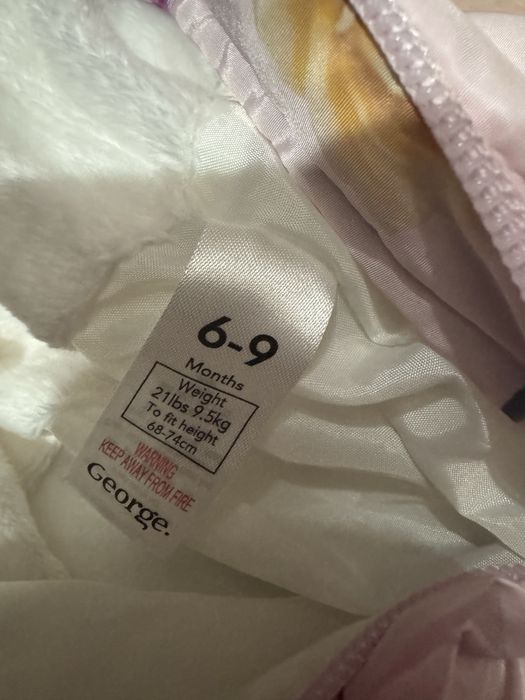 6-9
Months
Weight
21lbs 9.5kg
To fit height
68-74cm
WARNING
KEEP AWAY FROM FIRE
George.